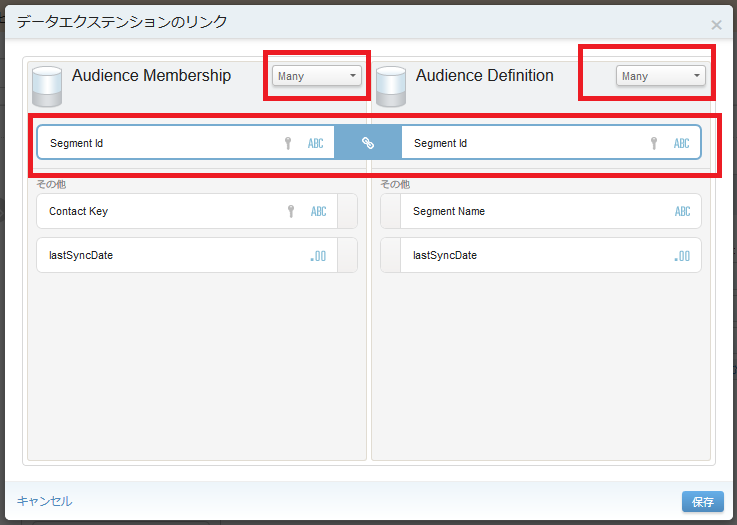 データエクステンションのリンク
×
Audience Membership
Many
Audience Definition
Many
Segment Id
ABC
Segment Id
ABC
その他
その他
Contact Key
ABC
Segment Name
ABC
lastSyncDate
.00
lastSyncDate
.00
キャンセル
保存